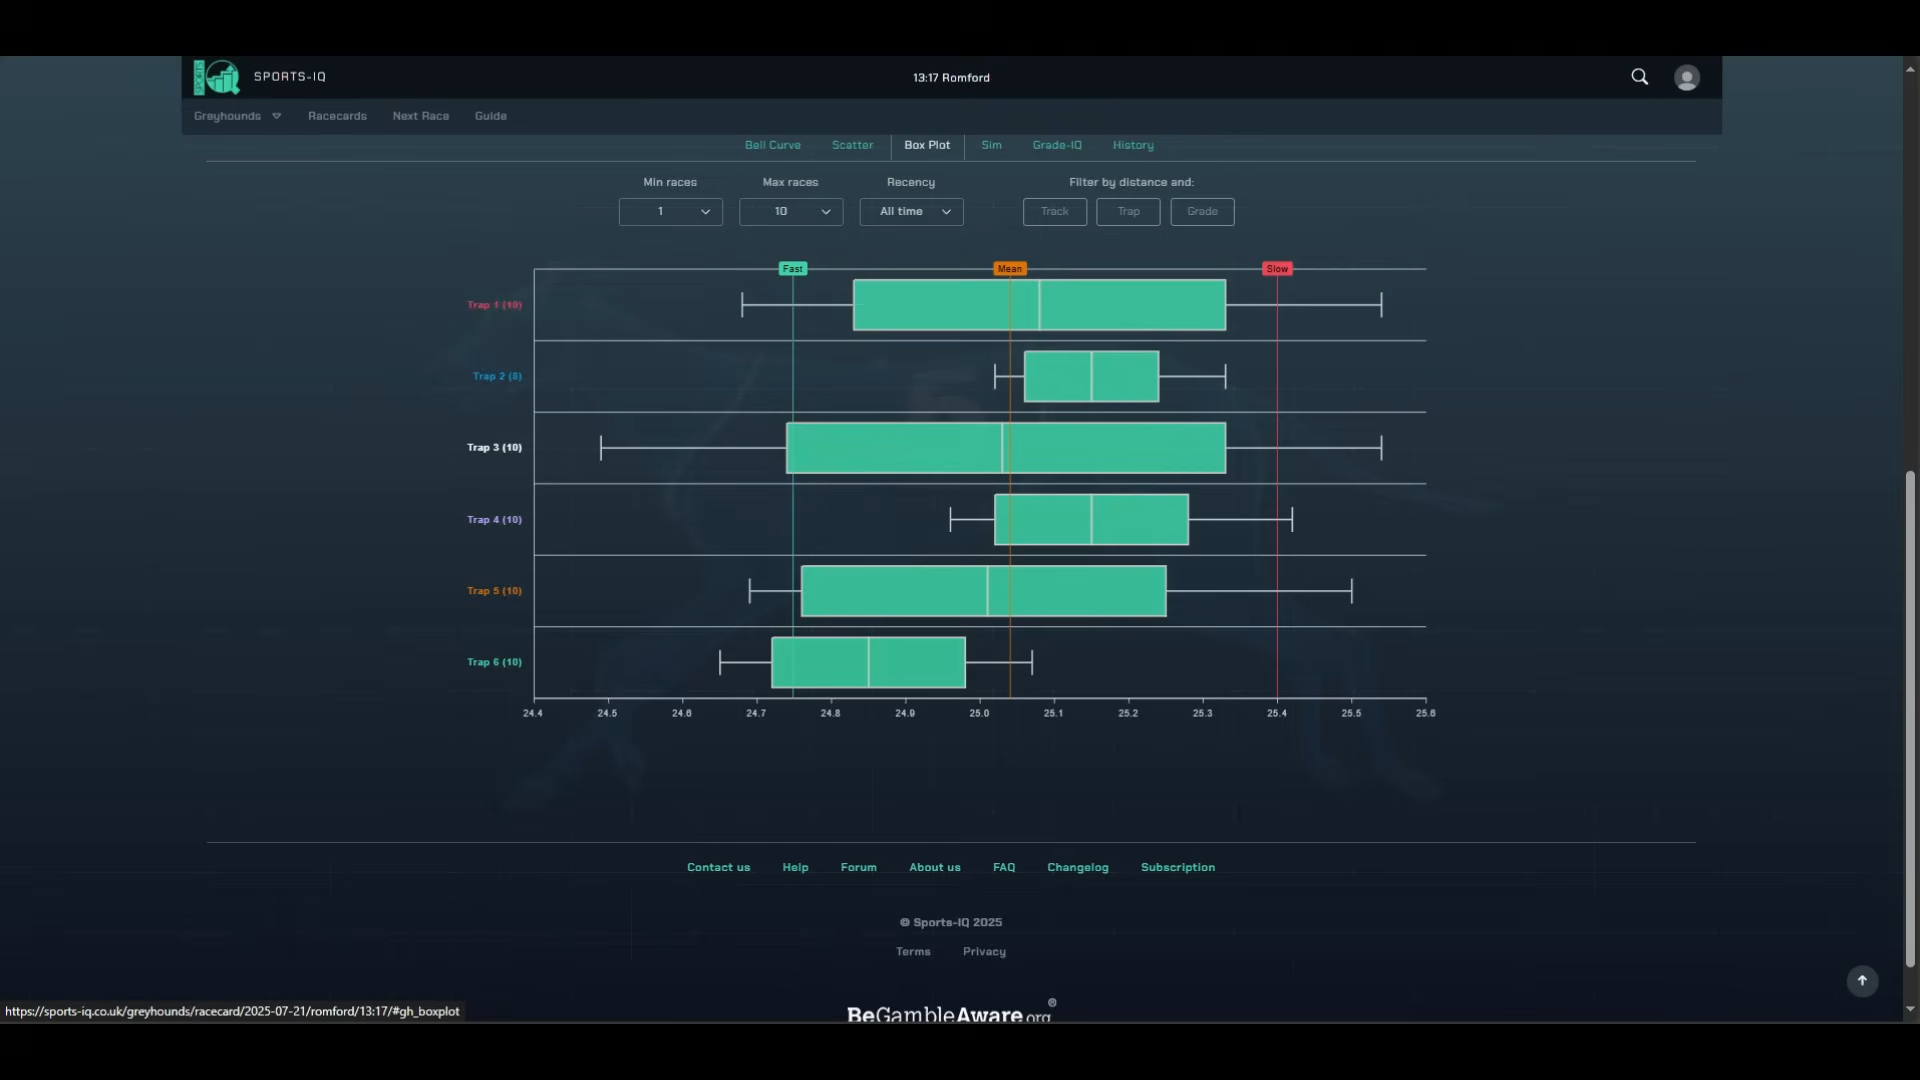 SPORTS-IQ
13:17 Romford
Greyhounds Racecards Next Race Guide
Bell Curve Scatter Box Plot Sim Grade-IQ History
Min races Max races Recency Filter by distance and:
1 10 All time Track Trap Grade
Fast Mean Slow
Trap 1 (10)
Trap 2 (8)
Trap 3 (10)
Trap 4 (10)
Trap 5 (10)
Trap 6 (10)
24.4 24.5 24.6 24.7 24.8 24.9 25.0 25.1 25.2 25.3 25.4 25.5 25.6
Contact us Help Forum About us FAQ Changelog Subscription
© Sports-IQ 2025
Terms Privacy
BeGambleAware.org®
https://sports-iq.co.uk/greyhounds/racecard/2025-07-21/romford/13:17/#gh_boxplot